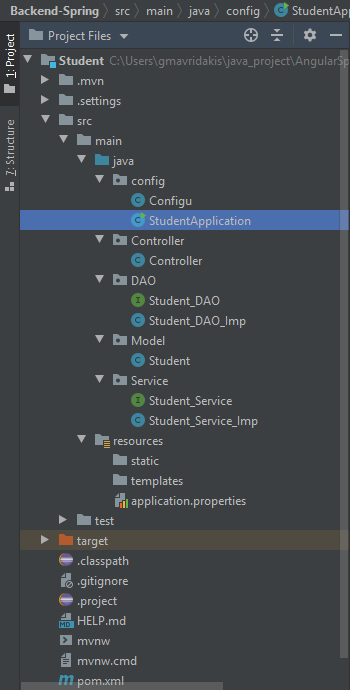 Backend-Spring src main java config StudentAp
Project Files
1: Project
7: Structure
Student C:\Users\gmavridakis\java_project\AngularSp
.mvn
.settings
src
main
java
config
Configu
StudentApplication
Controller
Controller
DAO
Student_DAO
Student_DAO_Imp
Model
Student
Service
Student_Service
Student_Service_Imp
resources
static
templates
application.properties
test
target
.classpath
.gitignore
.project
HELP.md
mvnw
mvnw.cmd
pom.xml